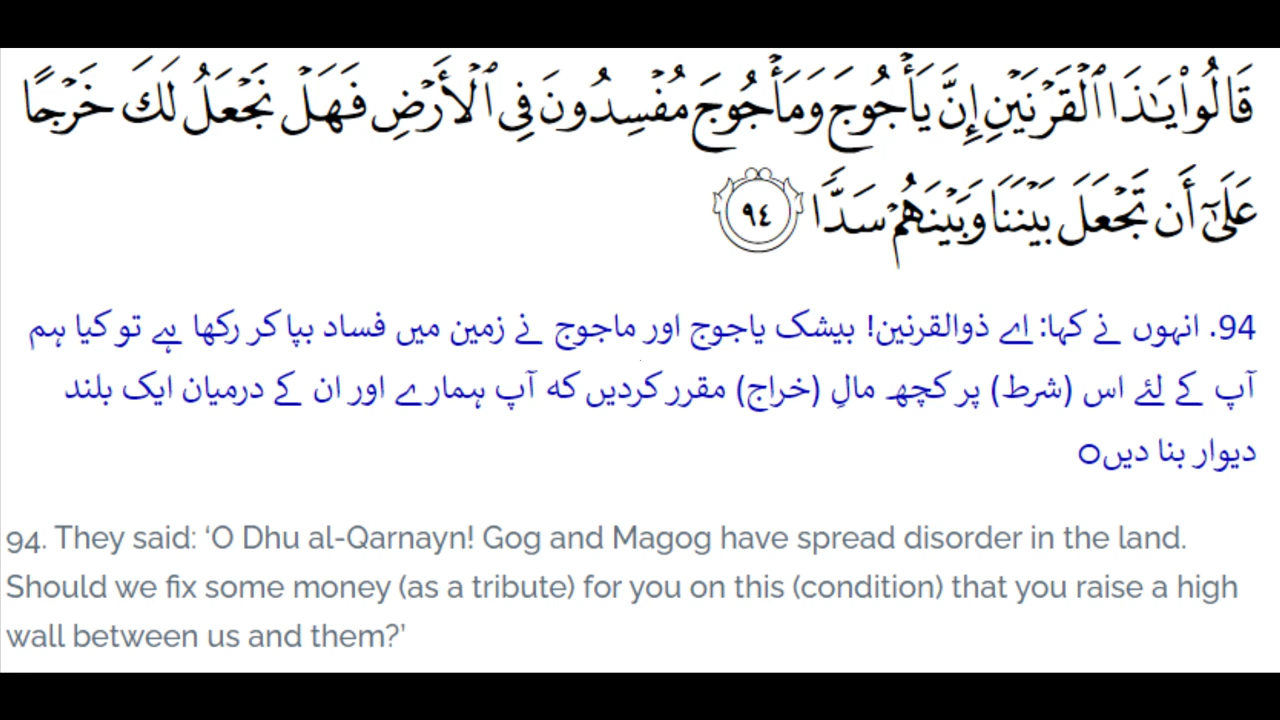 قَالُوا۟ يَـٰذَا ٱلْقَرْنَيْنِ إِنَّ يَأْجُوجَ وَمَأْجُوجَ مُفْسِدُونَ فِى ٱلْأَرْضِ فَهَلْ نَجْعَلُ لَكَ خَرْجًا
عَلَىٰٓ أَن تَجْعَلَ بَيْنَنَا وَبَيْنَهُمْ سَدًّا ٩٤
94. انہوں نے کہا: اے ذوالقرنین! بیشک یاجوج اور ماجوج نے زمین میں فساد بپا کر رکھا ہے تو کیا ہم
آپ کے لئے اس (شرط) پر کچھ مالِ (خراج) مقرر کردیں که آپ ہمارے اور ان کے درمیان ایک بلند
دیوار بنا دیںo
94. They said: ‘O Dhu al-Qarnayn! Gog and Magog have spread disorder in the land.
Should we fix some money (as a tribute) for you on this (condition) that you raise a high
wall between us and them?’